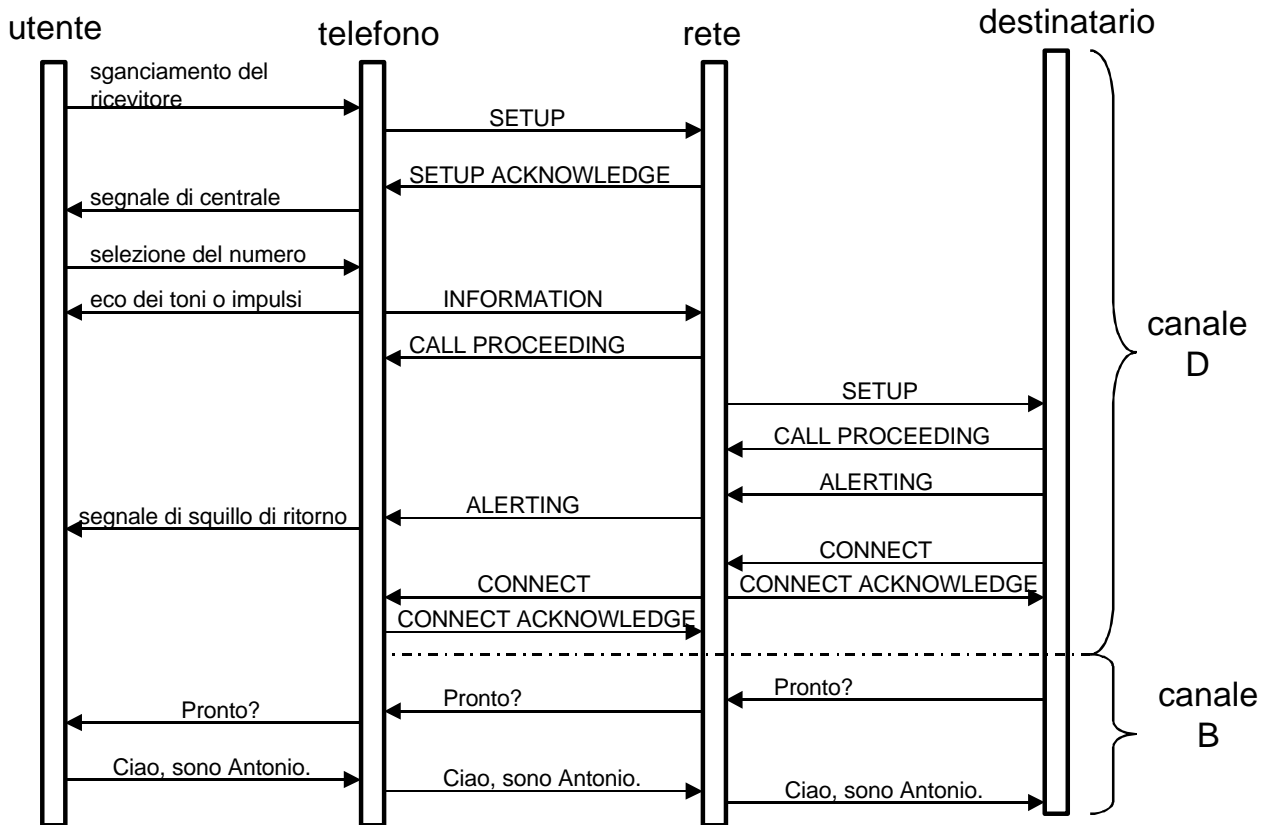 utente
telefono
rete
destinatario
sganciamento del
ricevitore
SETUP
SETUP ACKNOWLEDGE
segnale di centrale
selezione del numero
eco dei toni o impulsi
INFORMATION
CALL PROCEEDING
SETUP
CALL PROCEEDING
ALERTING
ALERTING
segnale di squillo di ritorno
CONNECT
CONNECT
CONNECT ACKNOWLEDGE
CONNECT ACKNOWLEDGE
canale
D
Pronto?
Pronto?
Pronto?
Ciao, sono Antonio.
Ciao, sono Antonio.
Ciao, sono Antonio.
canale
B